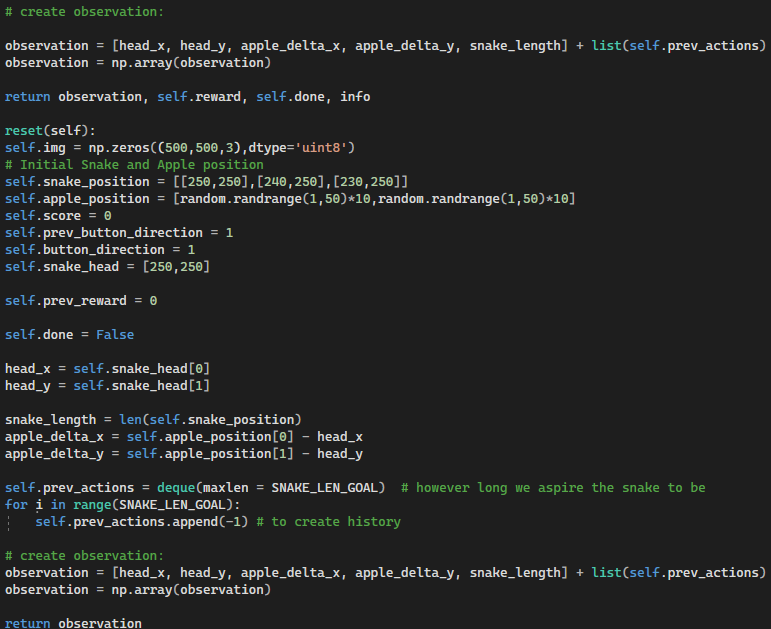 # create observation:
observation = [head_x, head_y, apple_delta_x, apple_delta_y, snake_length] + list(self.prev_actions)
observation = np.array(observation)
return observation, self.reward, self.done, info
reset(self):
self.img = np.zeros((500,500,3),dtype='uint8')
# Initial Snake and Apple position
self.snake_position = [[250,250],[240,250],[230,250]]
self.apple_position = [random.randrange(1,50)*10,random.randrange(1,50)*10]
self.score = 0
self.prev_button_direction = 1
self.button_direction = 1
self.snake_head = [250,250]
self.prev_reward = 0
self.done = False
head_x = self.snake_head[0]
head_y = self.snake_head[1]
snake_length = len(self.snake_position)
apple_delta_x = self.apple_position[0] - head_x
apple_delta_y = self.apple_position[1] - head_y
self.prev_actions = deque(maxlen = SNAKE_LEN_GOAL)  # however long we aspire the snake to be
for i in range(SNAKE_LEN_GOAL):
    self.prev_actions.append(-1) # to create history
# create observation:
observation = [head_x, head_y, apple_delta_x, apple_delta_y, snake_length] + list(self.prev_actions)
observation = np.array(observation)
return observation